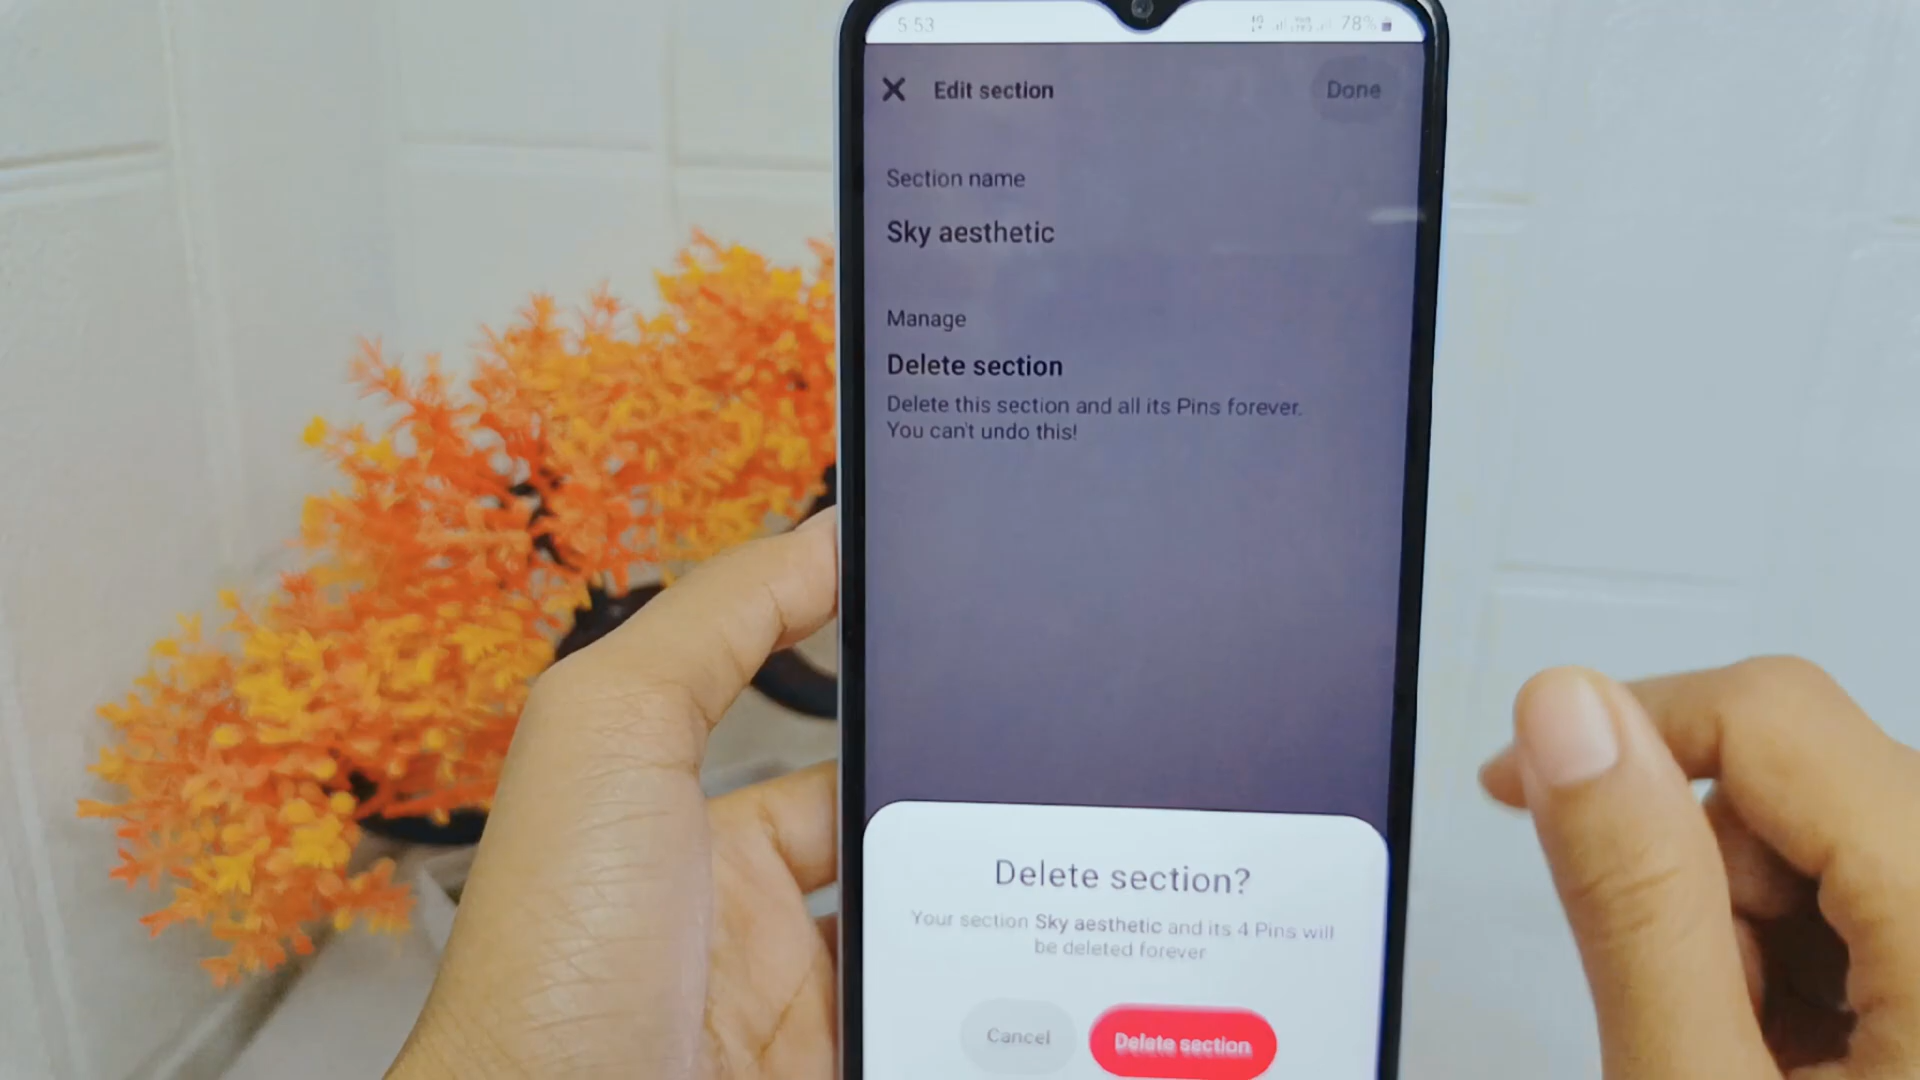 5 53
78%
Edit section
Done
Section name
Sky aesthetic
Manage
Delete section
Delete this section and all its Pins forever.
You can't undo this!
Delete section?
Your section Sky aesthetic and its 4 Pins will
be deleted forever
Cancel
Delete section